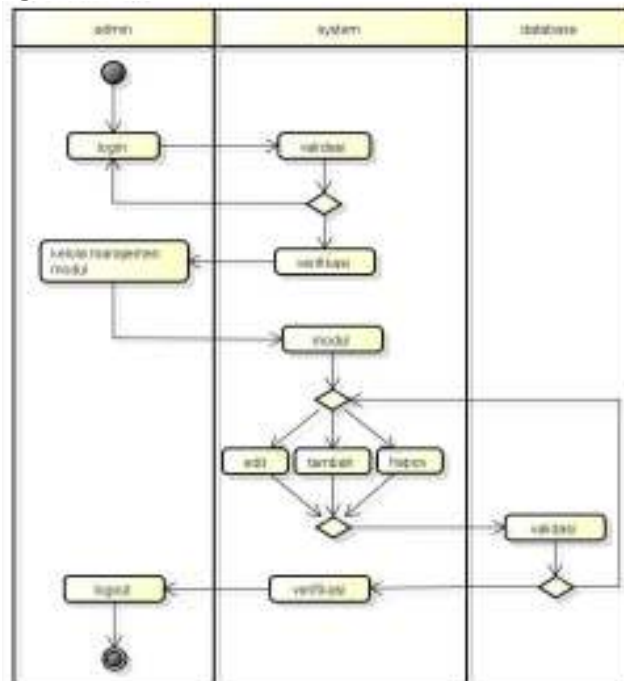 admin
system
database
login
validasi
kelola manajemen
modul
verifikasi
modul
edit
tambah
hapus
validasi
logout
verifikasi